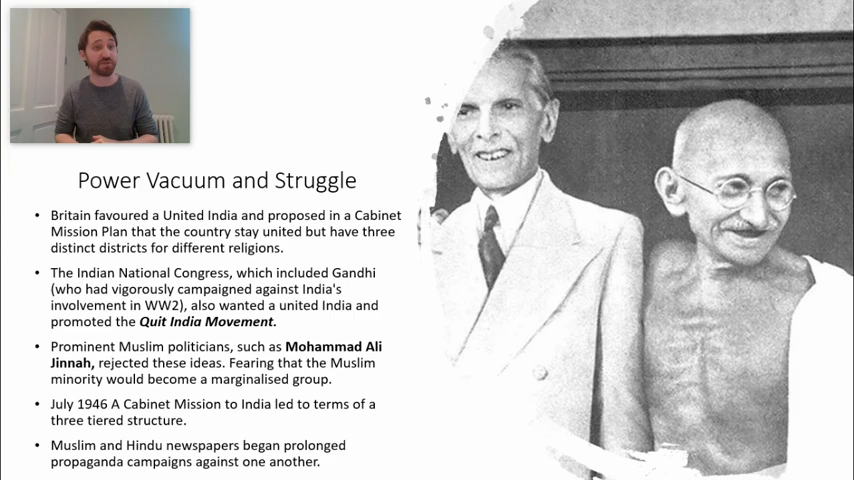 Power Vacuum and Struggle
• Britain favoured a United India and proposed in a Cabinet
Mission Plan that the country stay united but have three
distinct districts for different religions.
• The Indian National Congress, which included Gandhi
(who had vigorously campaigned against India's
involvement in WW2), also wanted a united India and
promoted the Quit India Movement.
• Prominent Muslim politicians, such as Mohammad Ali
Jinnah, rejected these ideas. Fearing that the Muslim
minority would become a marginalised group.
• July 1946 A Cabinet Mission to India led to terms of a
three tiered structure.
• Muslim and Hindu newspapers began prolonged
propaganda campaigns against one another.